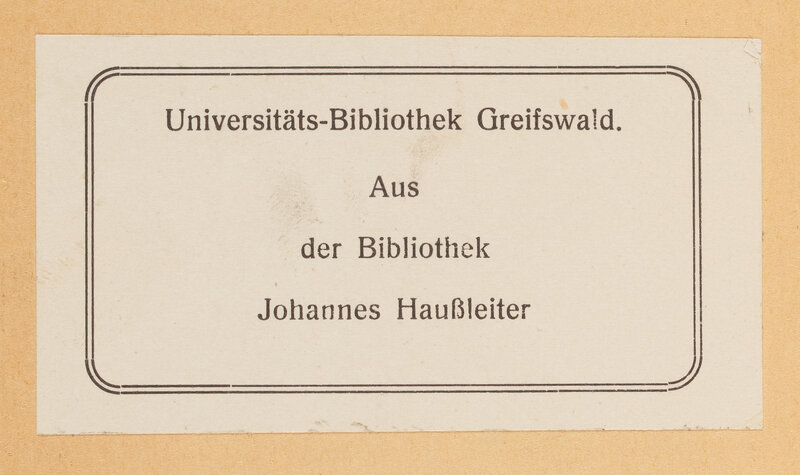 Universitäts-Bibliothek Greifswald.
Aus
der Bibliothek
Johannes Haußleiter